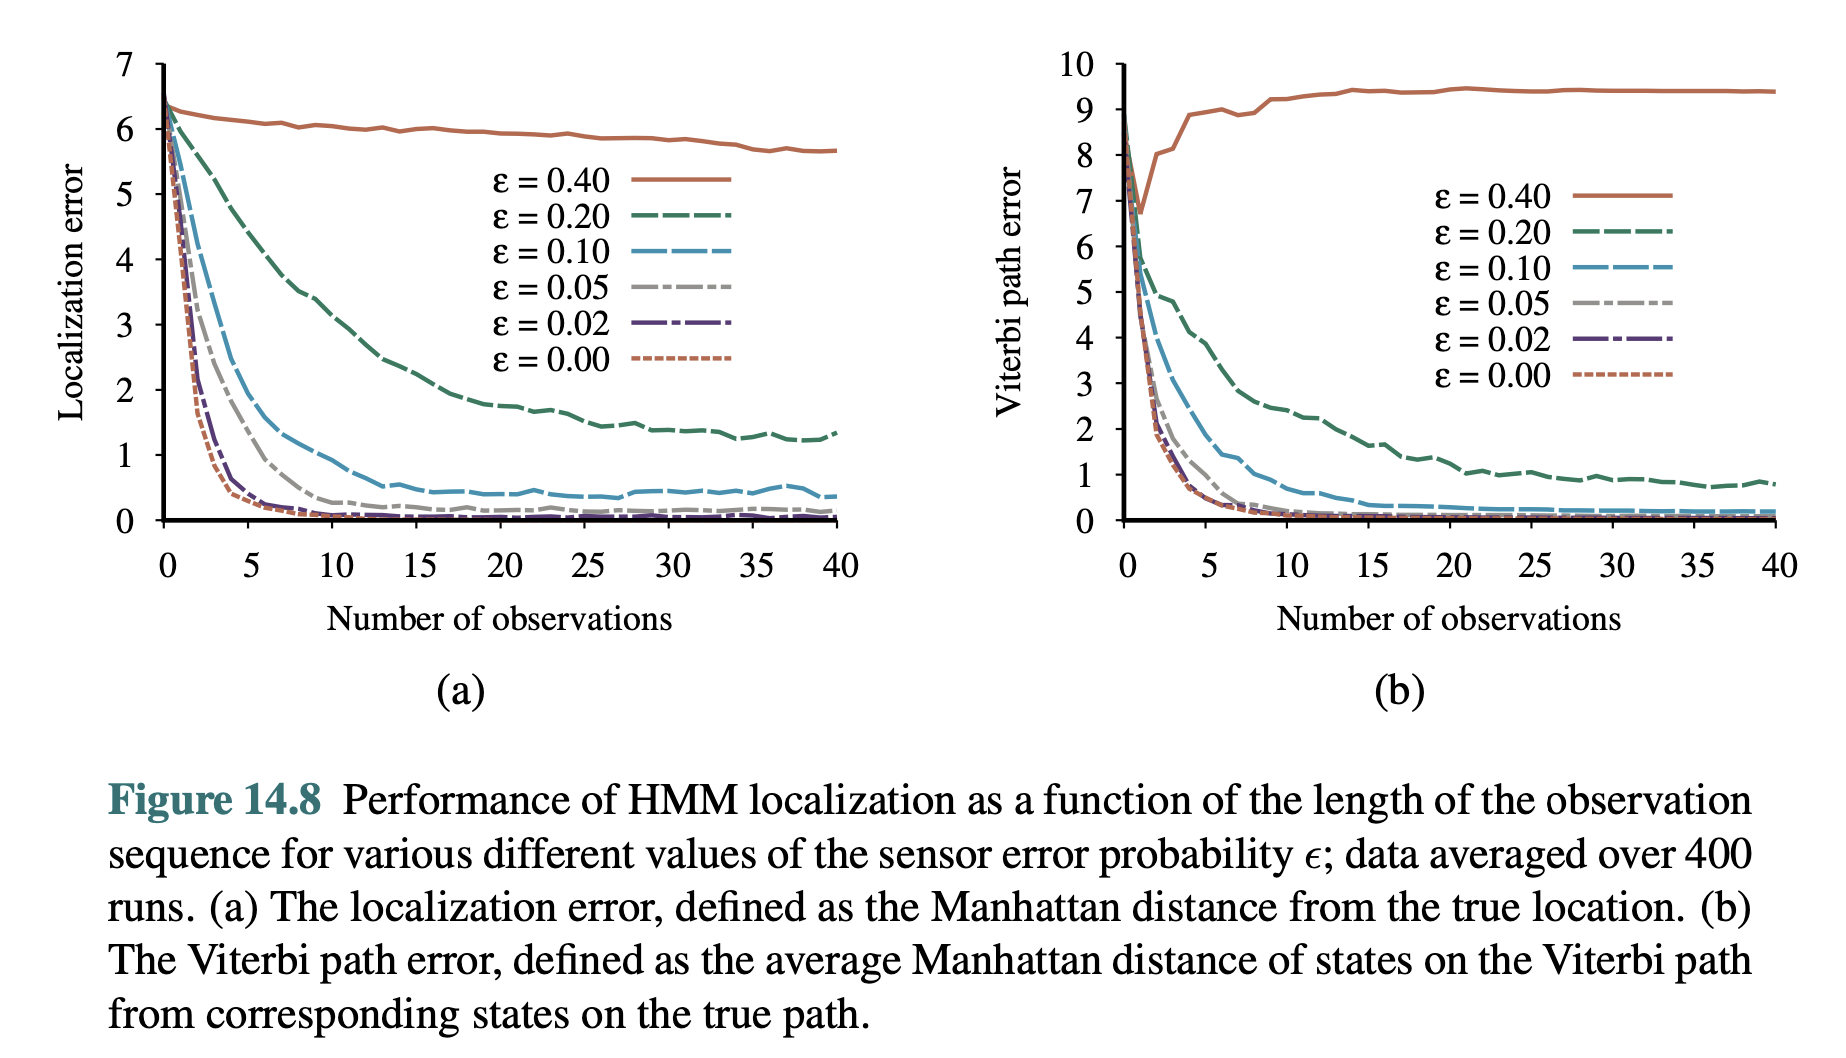 7
6
5
4
3
2
1
0
Localization error
ε = 0.40
ε = 0.20
ε = 0.10
ε = 0.05
ε = 0.02
ε = 0.00
0 5 10 15 20 25 30 35 40
Number of observations
(a)
10
9
8
7
6
5
4
3
2
1
0
Viterbi path error
ε = 0.40
ε = 0.20
ε = 0.10
ε = 0.05
ε = 0.02
ε = 0.00
0 5 10 15 20 25 30 35 40
Number of observations
(b)
Figure 14.8 Performance of HMM localization as a function of the length of the observation
sequence for various different values of the sensor error probability ϵ; data averaged over 400
runs. (a) The localization error, defined as the Manhattan distance from the true location. (b)
The Viterbi path error, defined as the average Manhattan distance of states on the Viterbi path
from corresponding states on the true path.